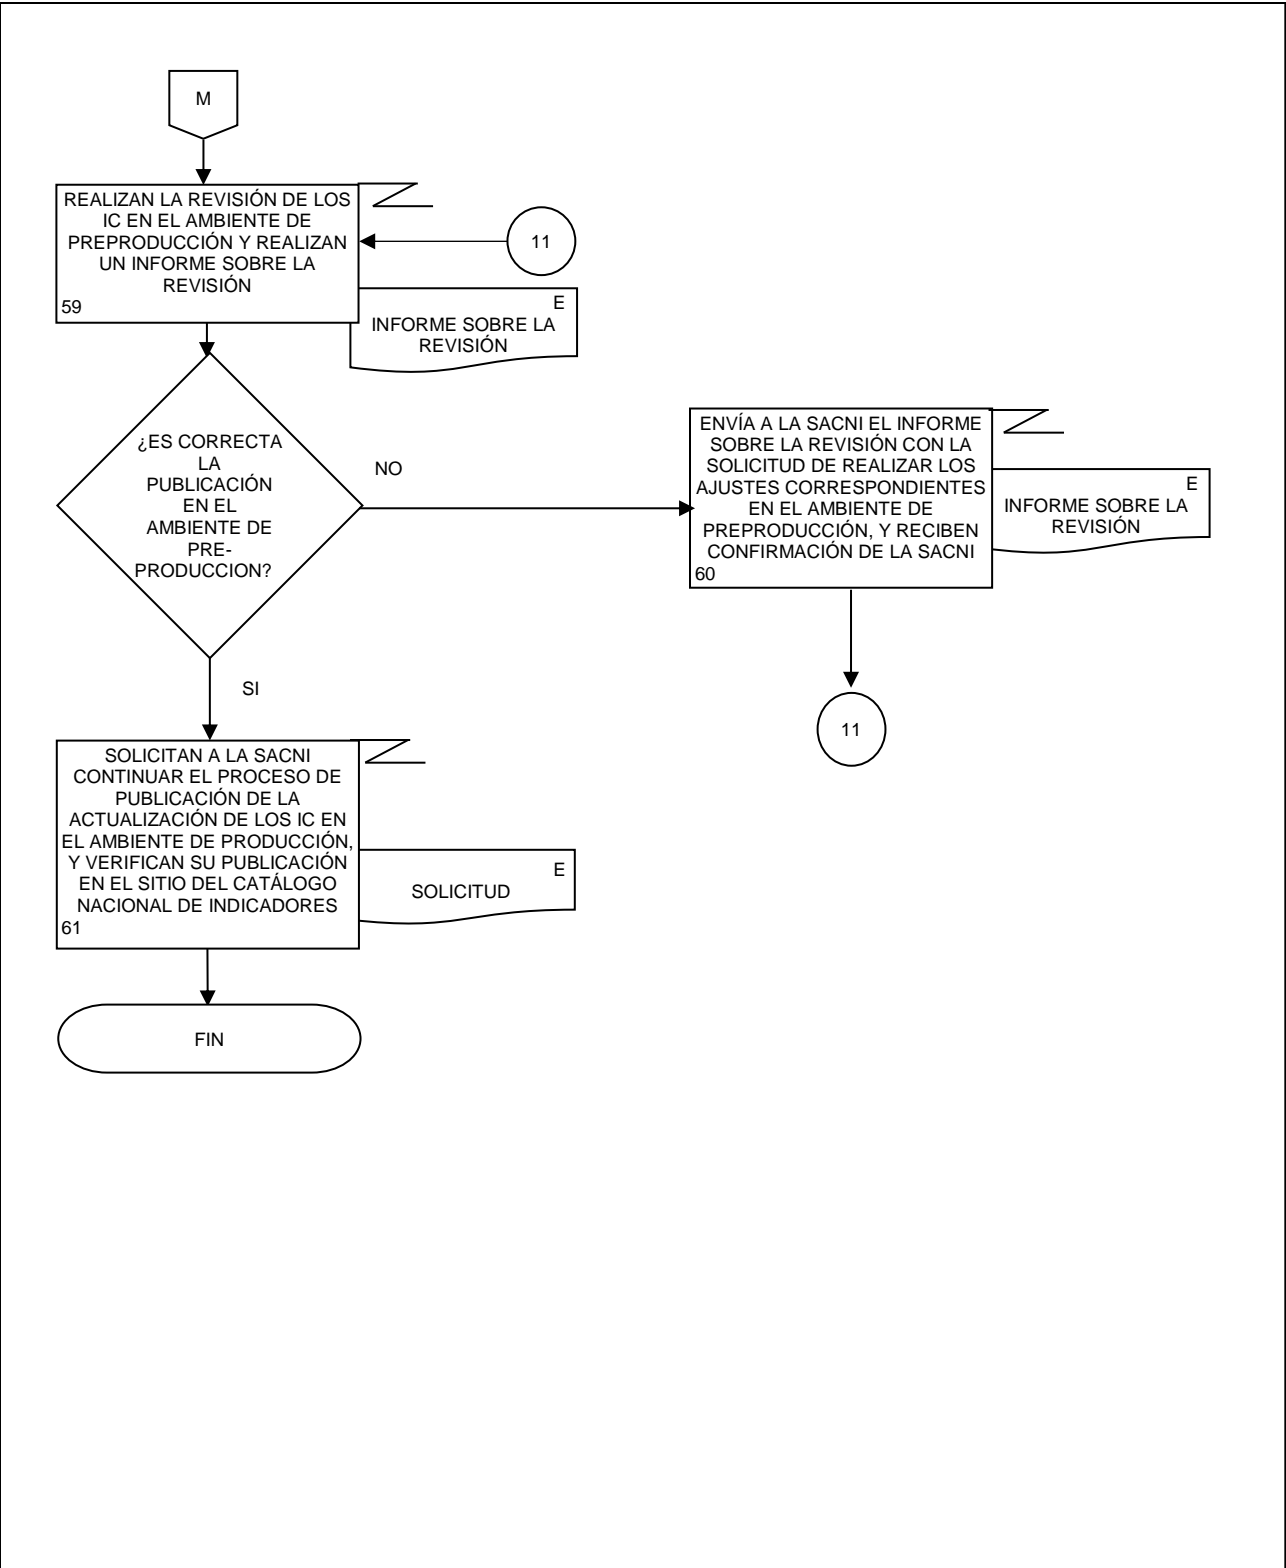 M
REALIZAN LA REVISIÓN DE LOS
IC EN EL AMBIENTE DE
PREPRODUCCIÓN Y REALIZAN
UN INFORME SOBRE LA
REVISIÓN
59
11
E
INFORME SOBRE LA
REVISIÓN
¿ES CORRECTA
LA
PUBLICACIÓN
EN EL
AMBIENTE DE
PRE-
PRODUCCION?
NO
ENVÍA A LA SACNI EL INFORME
SOBRE LA REVISIÓN CON LA
SOLICITUD DE REALIZAR LOS
AJUSTES CORRESPONDIENTES
EN EL AMBIENTE DE
PREPRODUCCIÓN, Y RECIBEN
CONFIRMACIÓN DE LA SACNI
60
E
INFORME SOBRE LA
REVISIÓN
11
SI
SOLICITAN A LA SACNI
CONTINUAR EL PROCESO DE
PUBLICACIÓN DE LA
ACTUALIZACIÓN DE LOS IC EN
EL AMBIENTE DE PRODUCCIÓN,
Y VERIFICAN SU PUBLICACIÓN
EN EL SITIO DEL CATÁLOGO
NACIONAL DE INDICADORES
61
E
SOLICITUD
FIN